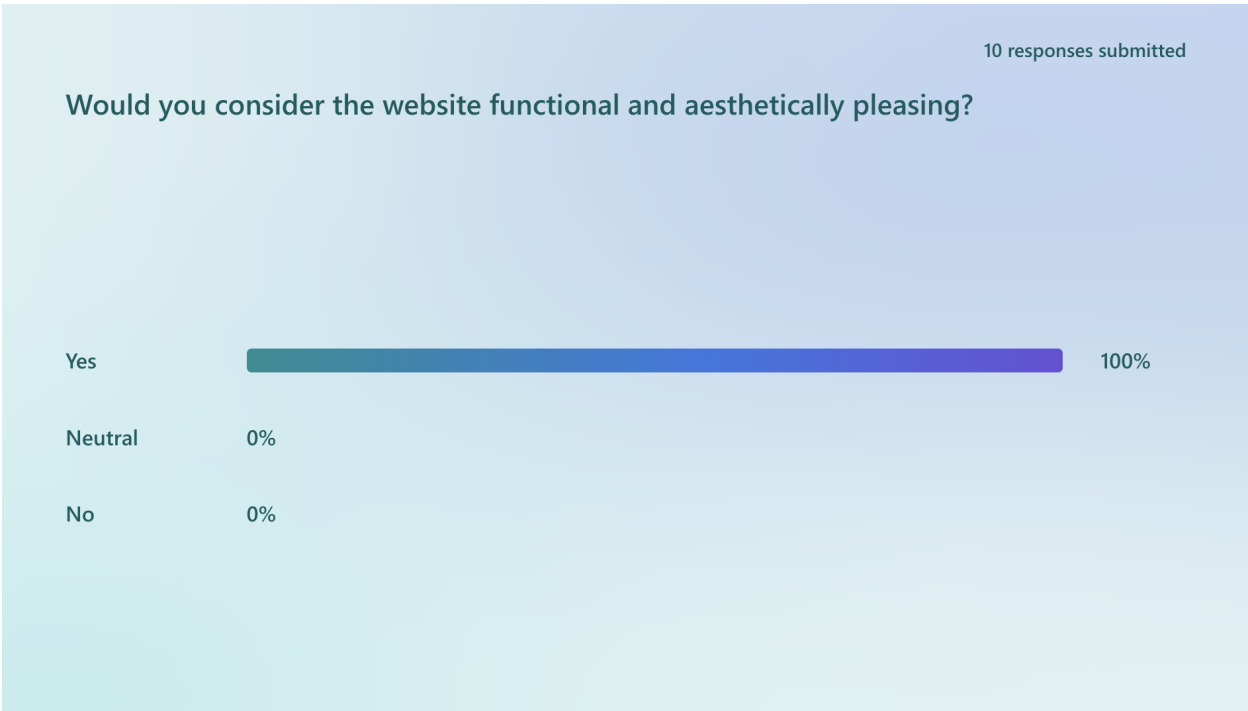 10 responses submitted
Would you consider the website functional and aesthetically pleasing?
Yes 100%
Neutral 0%
No 0%